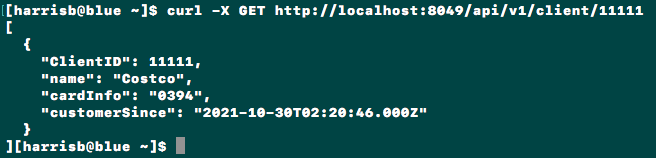 [harrisb@blue ~]$ curl -X GET http://localhost:8049/api/v1/client/11111
[
  {
    "ClientID": 11111,
    "name": "Costco",
    "cardInfo": "0394",
    "customerSince": "2021-10-30T02:20:46.000Z"
  }
][harrisb@blue ~]$